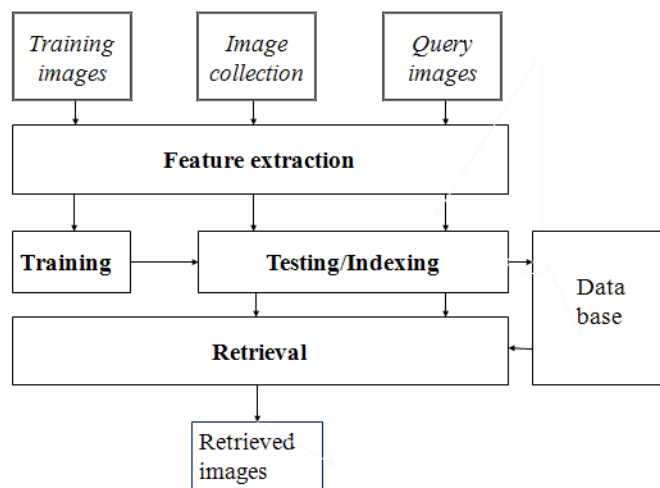 Training
images
Image
collection
Query
images
Feature extraction
Training
Testing/Indexing
Data
base
Retrieval
Retrieved
images